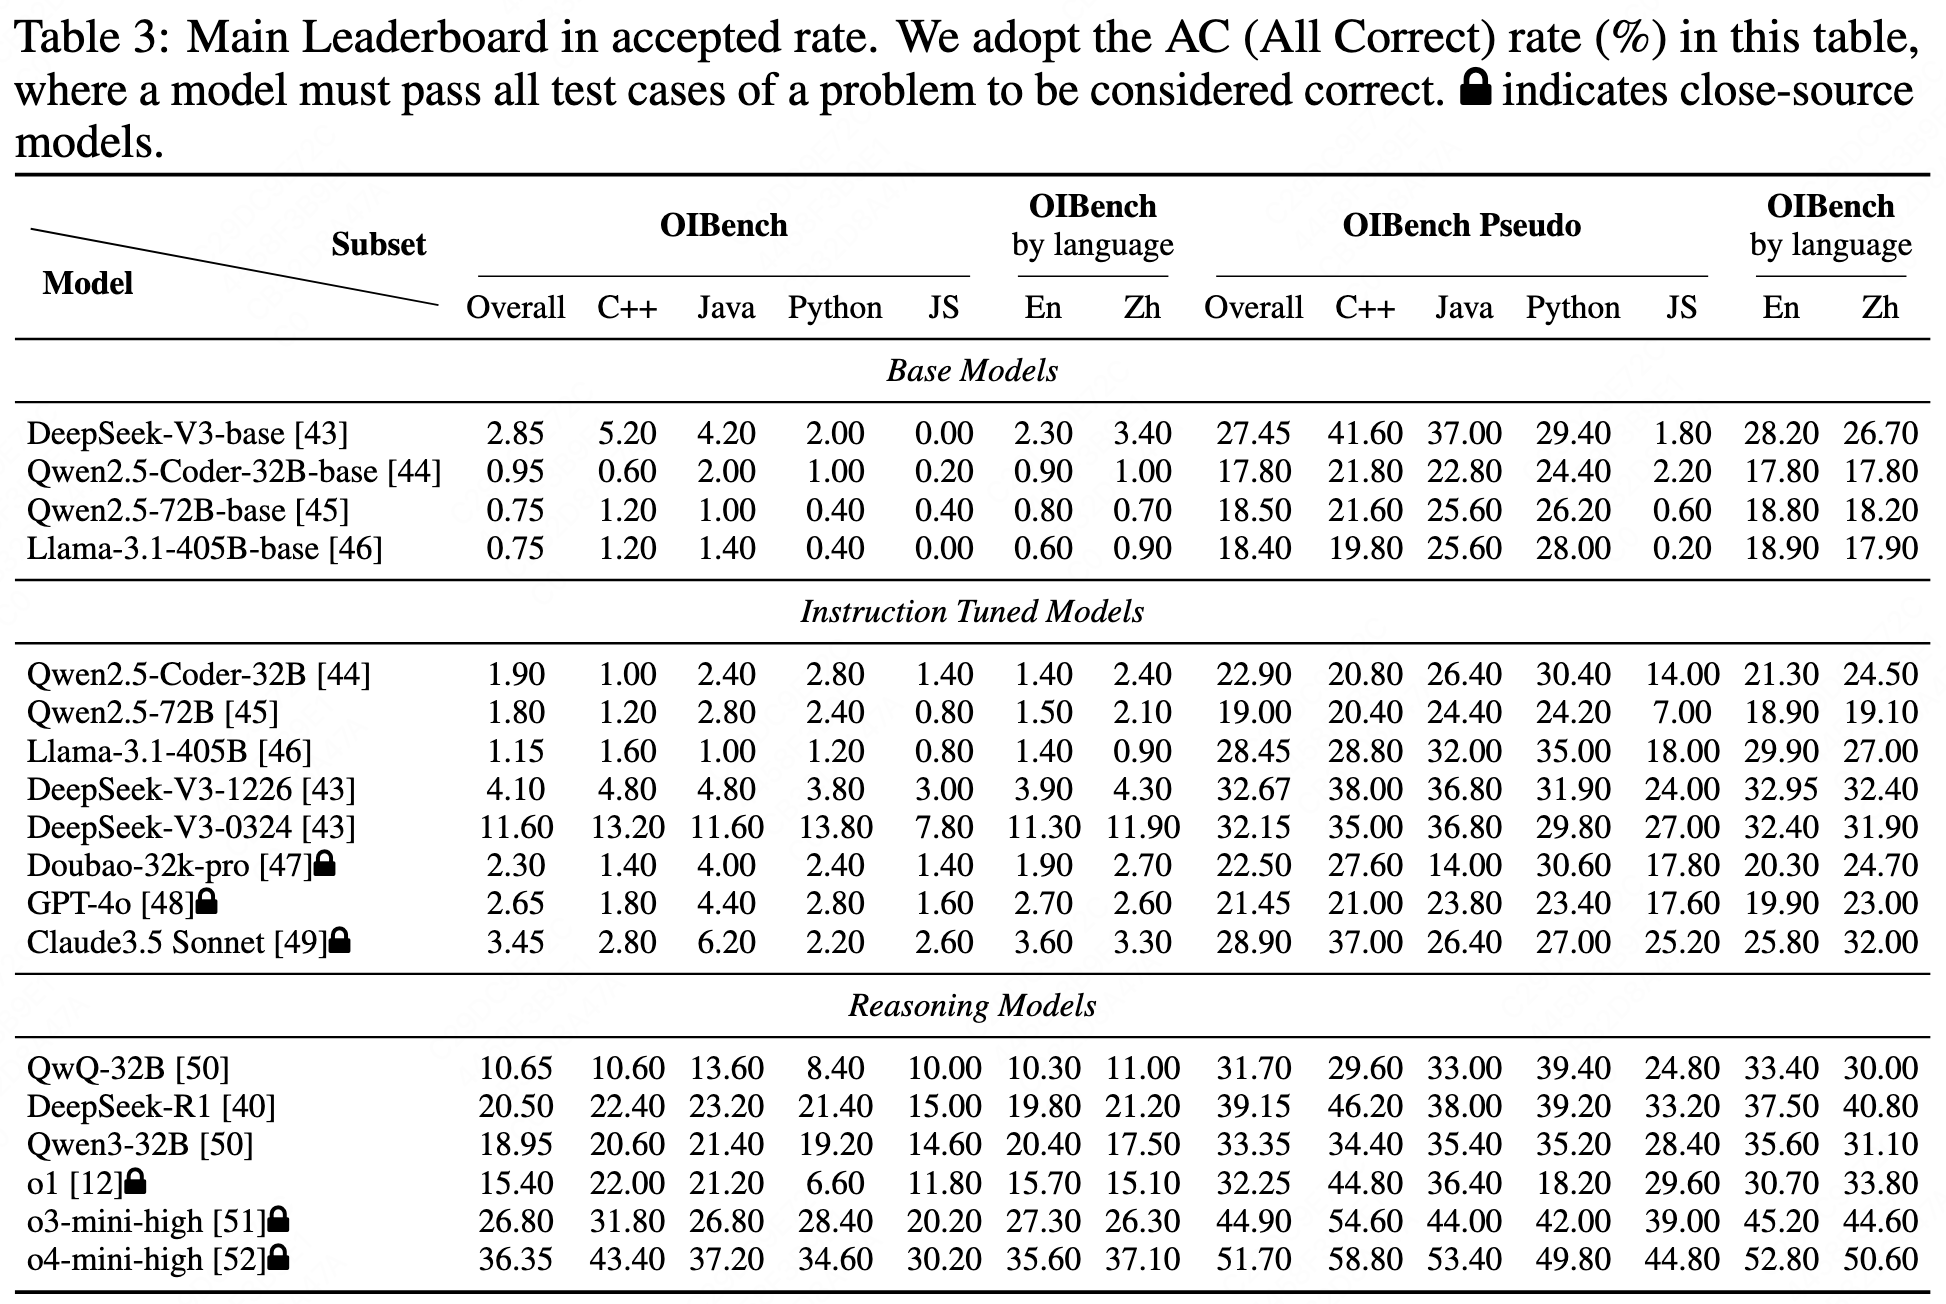 Table 3: Main Leaderboard in accepted rate. We adopt the AC (All Correct) rate (%) in this table,
where a model must pass all test cases of a problem to be considered correct. indicates close-source
models.
Subset
Model
OIBench
OIBench by language
OIBench Pseudo
OIBench by language
Overall C++ Java Python JS En Zh Overall C++ Java Python JS En Zh
Base Models
DeepSeek-V3-base [43] 2.85 5.20 4.20 2.00 0.00 2.30 3.40 27.45 41.60 37.00 29.40 1.80 28.20 26.70
Qwen2.5-Coder-32B-base [44] 0.95 0.60 2.00 1.00 0.20 0.90 1.00 17.80 21.80 22.80 24.40 2.20 17.80 17.80
Qwen2.5-72B-base [45] 0.75 1.20 1.00 0.40 0.40 0.80 0.70 18.50 21.60 25.60 26.20 0.60 18.80 18.20
Llama-3.1-405B-base [46] 0.75 1.20 1.40 0.40 0.00 0.60 0.90 18.40 19.80 25.60 28.00 0.20 18.90 17.90
Instruction Tuned Models
Qwen2.5-Coder-32B [44] 1.90 1.00 2.40 2.80 1.40 1.40 2.40 22.90 20.80 26.40 30.40 14.00 21.30 24.50
Qwen2.5-72B [45] 1.80 1.20 2.80 2.40 0.80 1.50 2.10 19.00 20.40 24.40 24.20 7.00 18.90 19.10
Llama-3.1-405B [46] 1.15 1.60 1.00 1.20 0.80 1.40 0.90 28.45 28.80 32.00 35.00 18.00 29.90 27.00
DeepSeek-V3-1226 [43] 4.10 4.80 4.80 3.80 3.00 3.90 4.30 32.67 38.00 36.80 31.90 24.00 32.95 32.40
DeepSeek-V3-0324 [43] 11.60 13.20 11.60 13.80 7.80 11.30 11.90 32.15 35.00 36.80 29.80 27.00 32.40 31.90
Doubao-32k-pro [47] 2.30 1.40 4.00 2.40 1.40 1.90 2.70 22.50 27.60 14.00 30.60 17.80 20.30 24.70
GPT-4o [48] 2.65 1.80 4.40 2.80 1.60 2.70 2.60 21.45 21.00 23.80 23.40 17.60 19.90 23.00
Claude3.5 Sonnet [49] 3.45 2.80 6.20 2.20 2.60 3.60 3.30 28.90 37.00 26.40 27.00 25.20 25.80 32.00
Reasoning Models
QwQ-32B [50] 10.65 10.60 13.60 8.40 10.00 10.30 11.00 31.70 29.60 33.00 39.40 24.80 33.40 30.00
DeepSeek-R1 [40] 20.50 22.40 23.20 21.40 15.00 19.80 21.20 39.15 46.20 38.00 39.20 33.20 37.50 40.80
Qwen3-32B [50] 18.95 20.60 21.40 19.20 14.60 20.40 17.50 33.35 34.40 35.40 35.20 28.40 35.60 31.10
o1 [12] 15.40 22.00 21.20 6.60 11.80 15.70 15.10 32.25 44.80 36.40 18.20 29.60 30.70 33.80
o3-mini-high [51] 26.80 31.80 26.80 28.40 20.20 27.30 26.30 44.90 54.60 44.00 42.00 39.00 45.20 44.60
o4-mini-high [52] 36.35 43.40 37.20 34.60 30.20 35.60 37.10 51.70 58.80 53.40 49.80 44.80 52.80 50.60